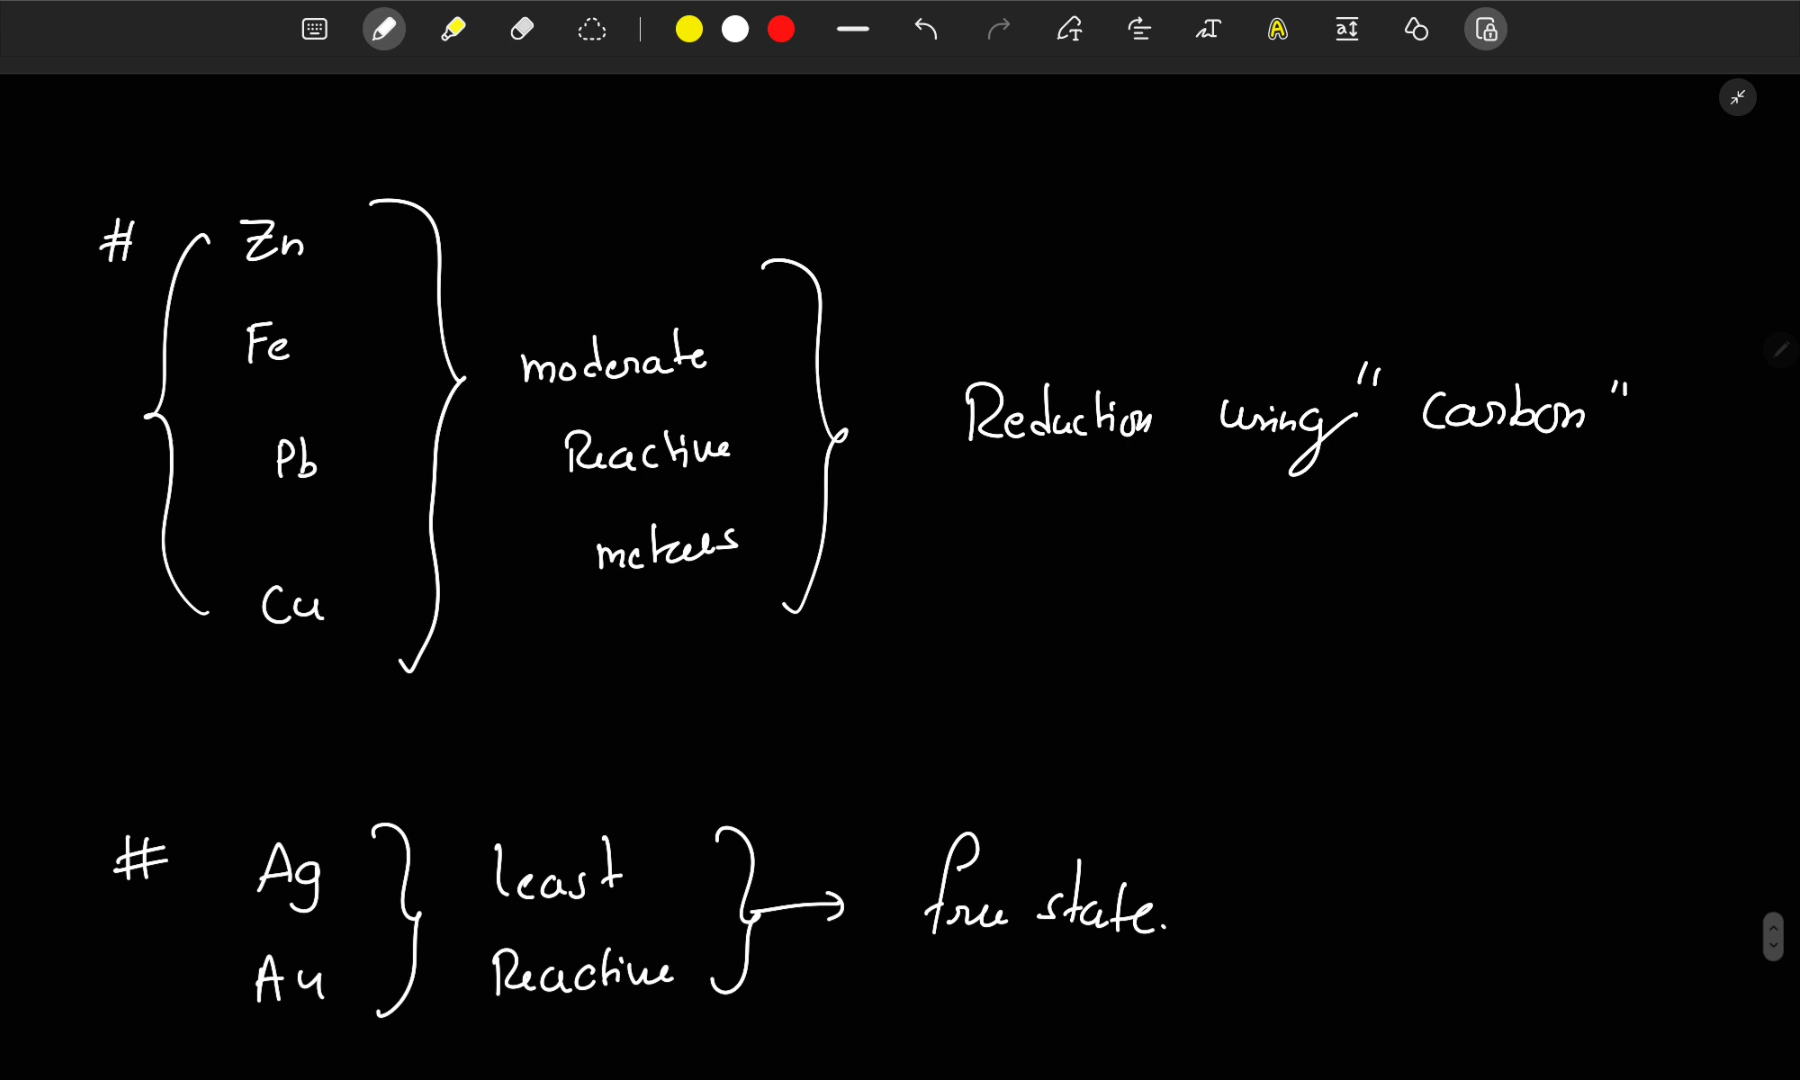 # Zn
Fe
Pb
Cu
moderate
Reactive
metals
Reduction using "Carbon"
# Ag
Au
least
Reactive
free state.